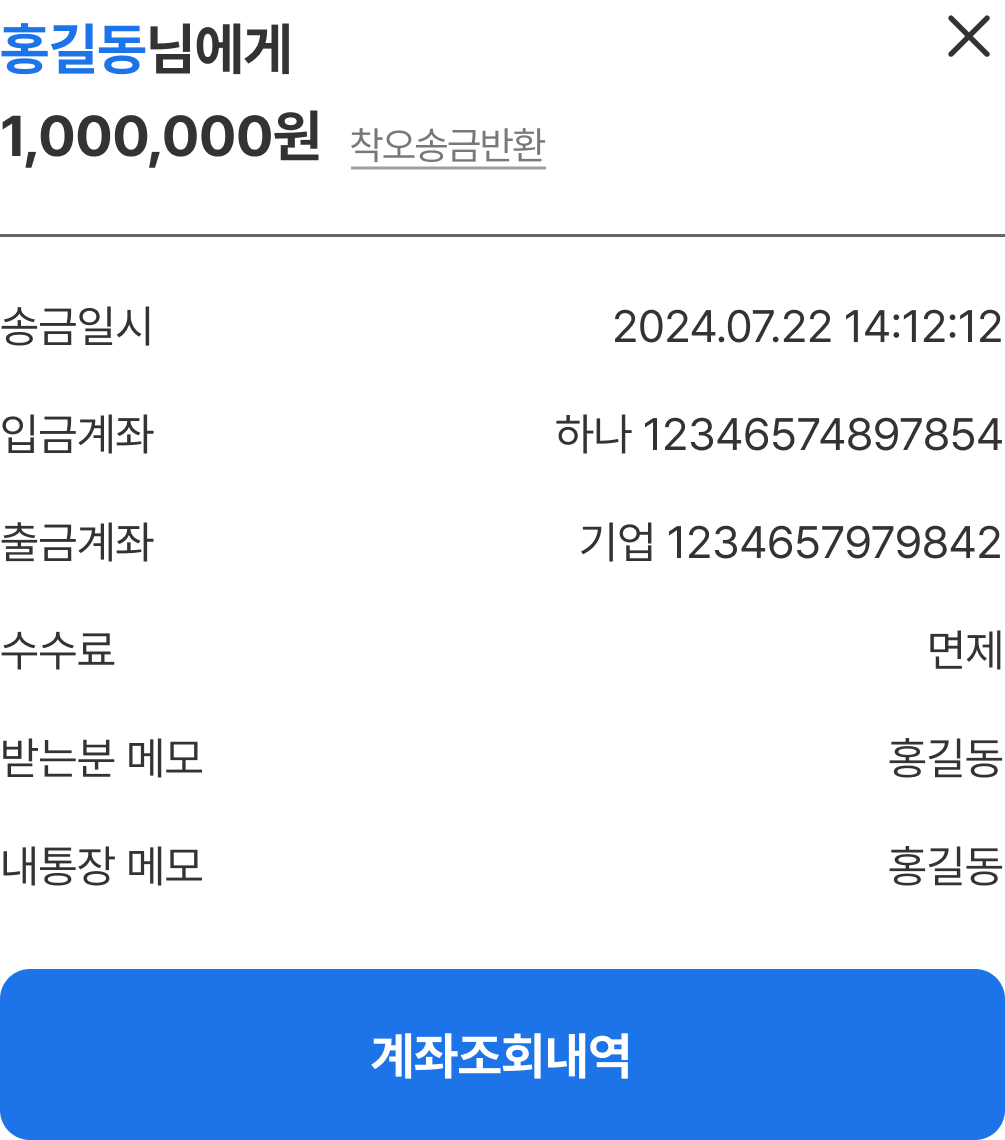 홍길동님에게
1,000,000원 착오송금반환
송금일시 2024.07.22 14:12:12
입금계좌 하나 12346574897854
출금계좌 기업 1234657979842
수수료 면제
받는분 메모 홍길동
내통장 메모 홍길동
계좌조회내역